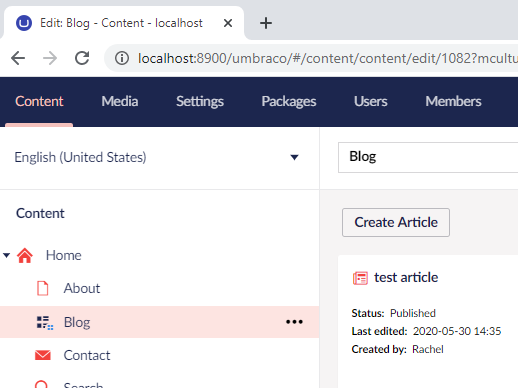 Edit: Blog - Content - localhost
localhost:8900/umbraco/#/content/content/edit/1082?mcultu
Content Media Settings Packages Users Members
English (United States)
Blog
Content
Create Article
Home
test article
About
Status: Published
Blog
Last edited: 2020-05-30 14:35
Created by: Rachel
Contact
Search